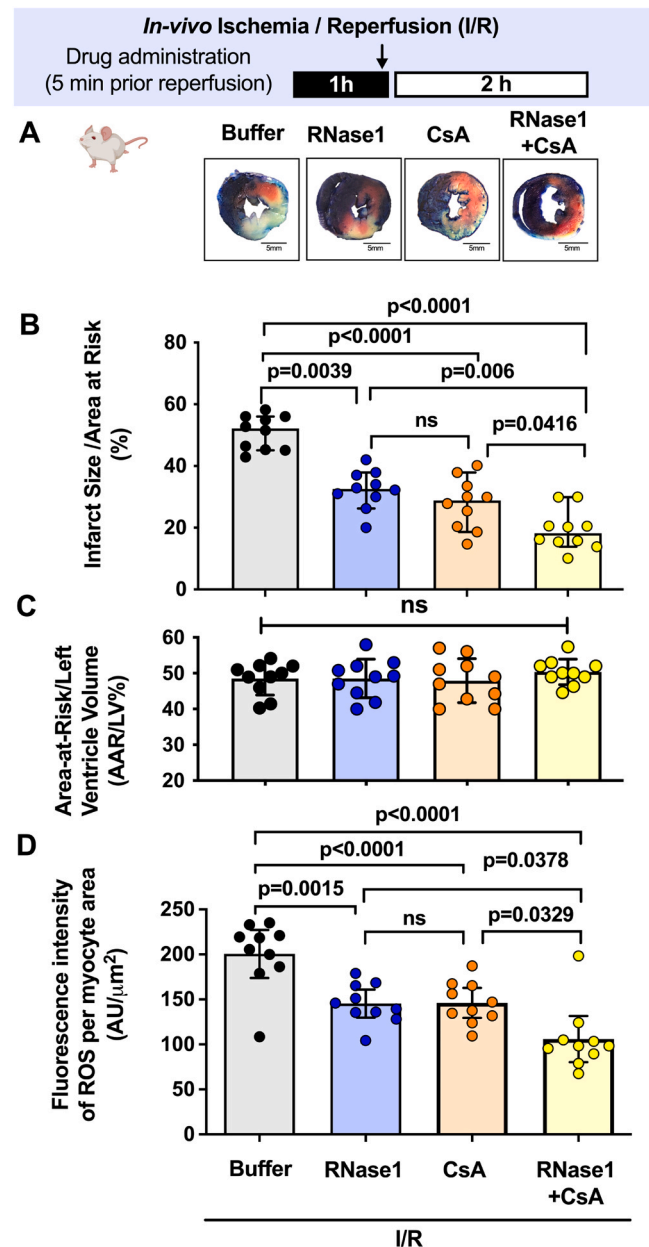 In-vivo Ischemia / Reperfusion (I/R)
Drug administration
(5 min prior reperfusion)
1h
2 h
A
Buffer
RNase1
CsA
RNase1
+CsA
5mm
5mm
5mm
5mm
B
p<0.0001
p<0.0001
p=0.0039
p=0.006
ns
p=0.0416
Infarct Size /Area at Risk
(%)
80
60
40
20
0
C
ns
Area-at-Risk/Left
Ventricle Volume
(AAR/LV%)
60
50
40
30
20
D
p<0.0001
p<0.0001
p=0.0378
p=0.0015
ns
p=0.0329
Fluorescence intensity
of ROS per myocyte area
(AU/μm²)
250
200
150
100
50
0
Buffer
RNase1
CsA
RNase1
+CsA
I/R